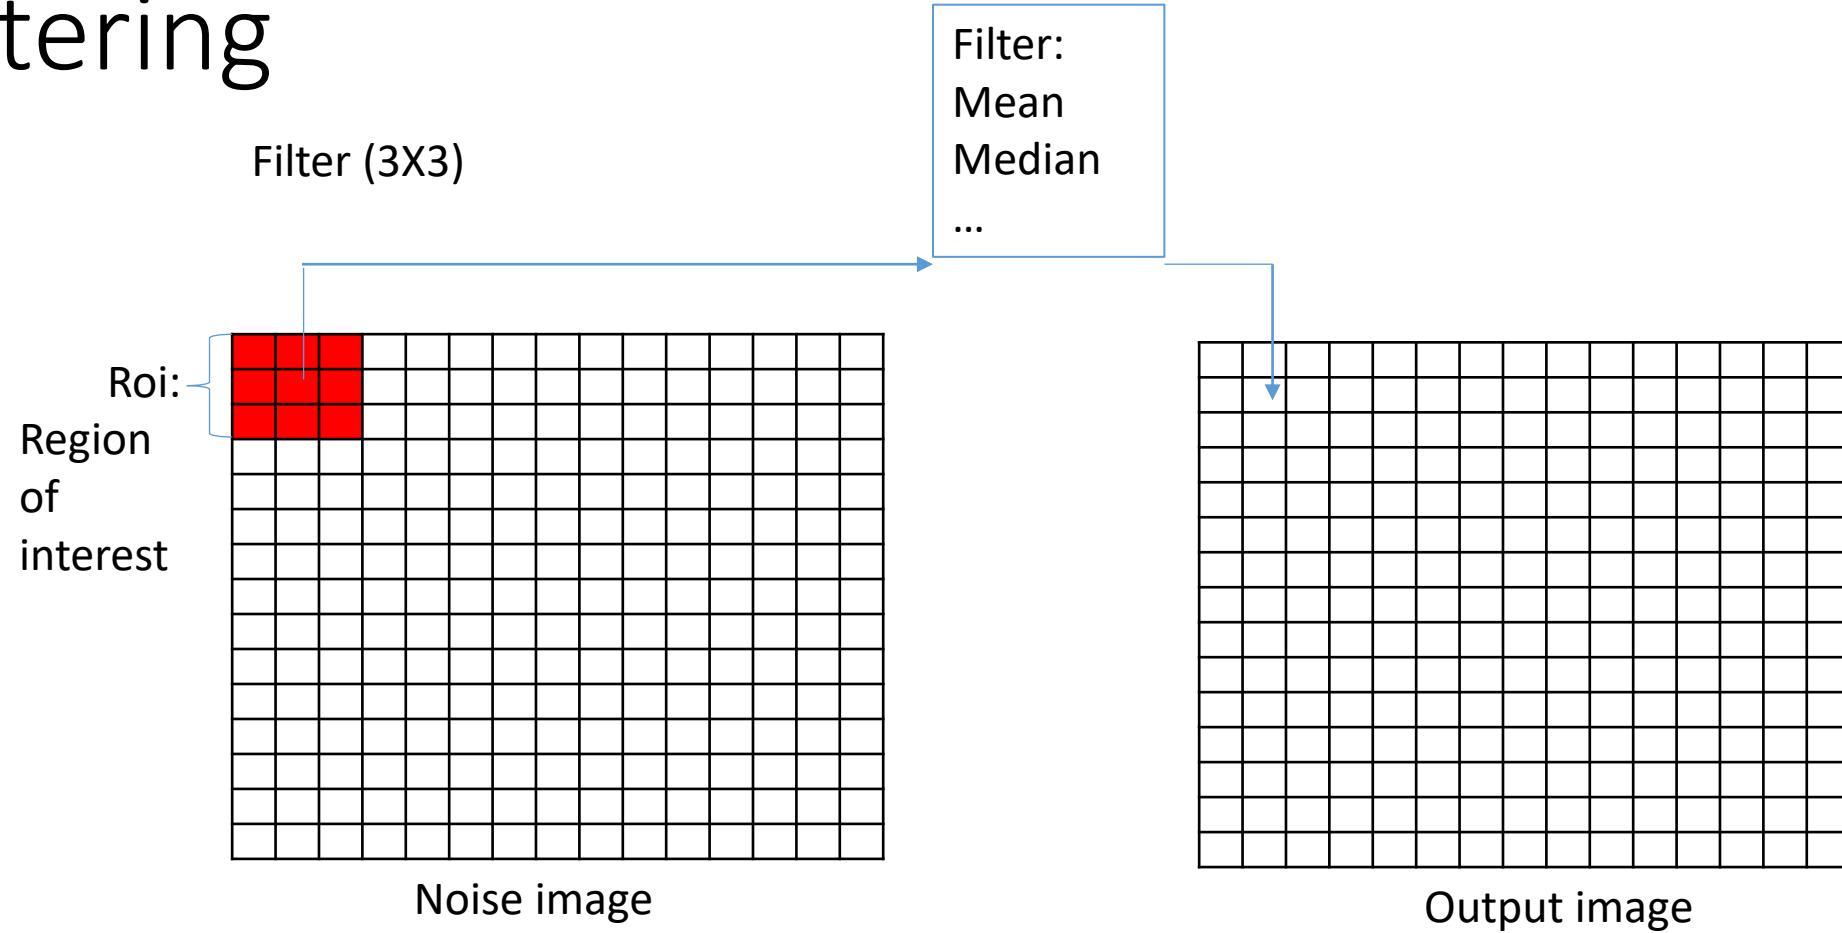 tering
Filter:
Mean
Median
...
Filter (3X3)
Roi:
Region
of
interest
Noise image
Output image